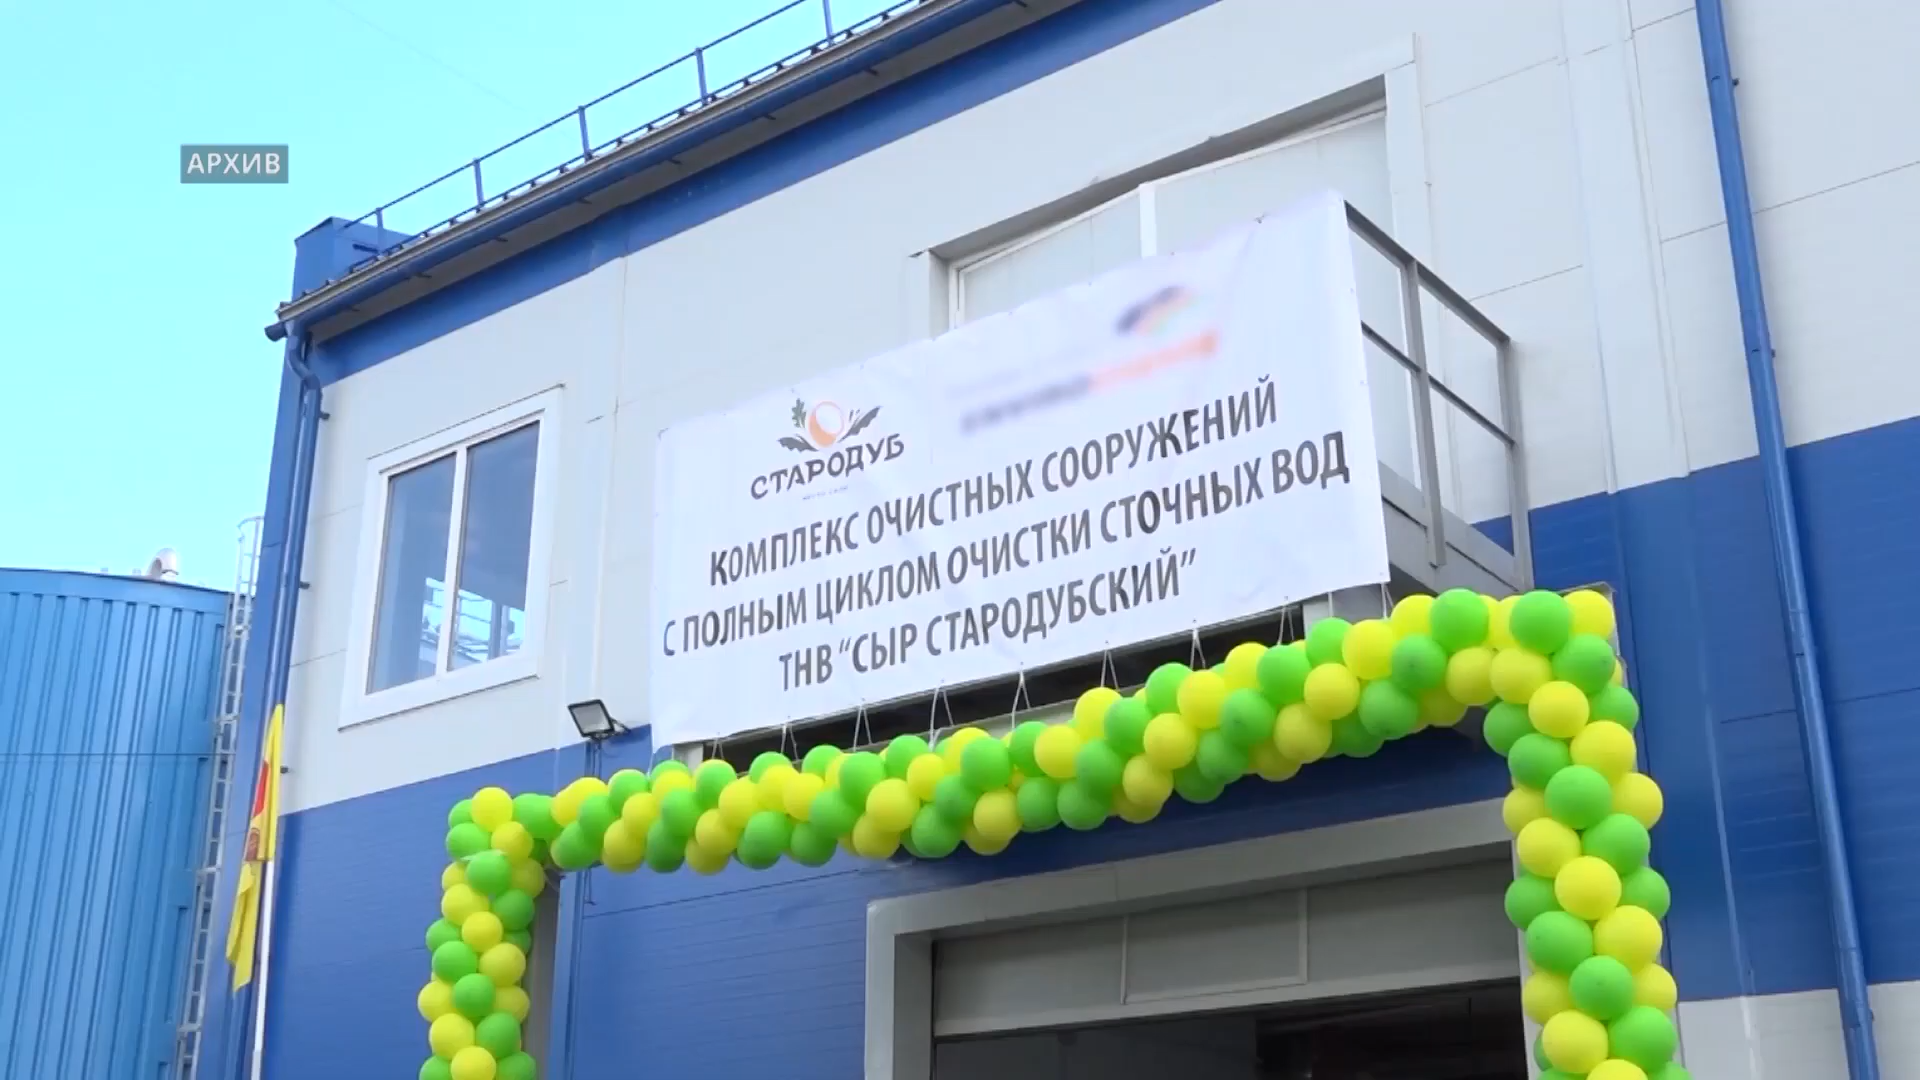 АРХИВ
СТАРОДУБ
КОМПЛЕКС ОЧИСТНЫХ СООРУЖЕНИЙ
С ПОЛНЫМ ЦИКЛОМ ОЧИСТКИ СТОЧНЫХ ВОД
ТНВ “СЫР СТАРОДУБСКИЙ”